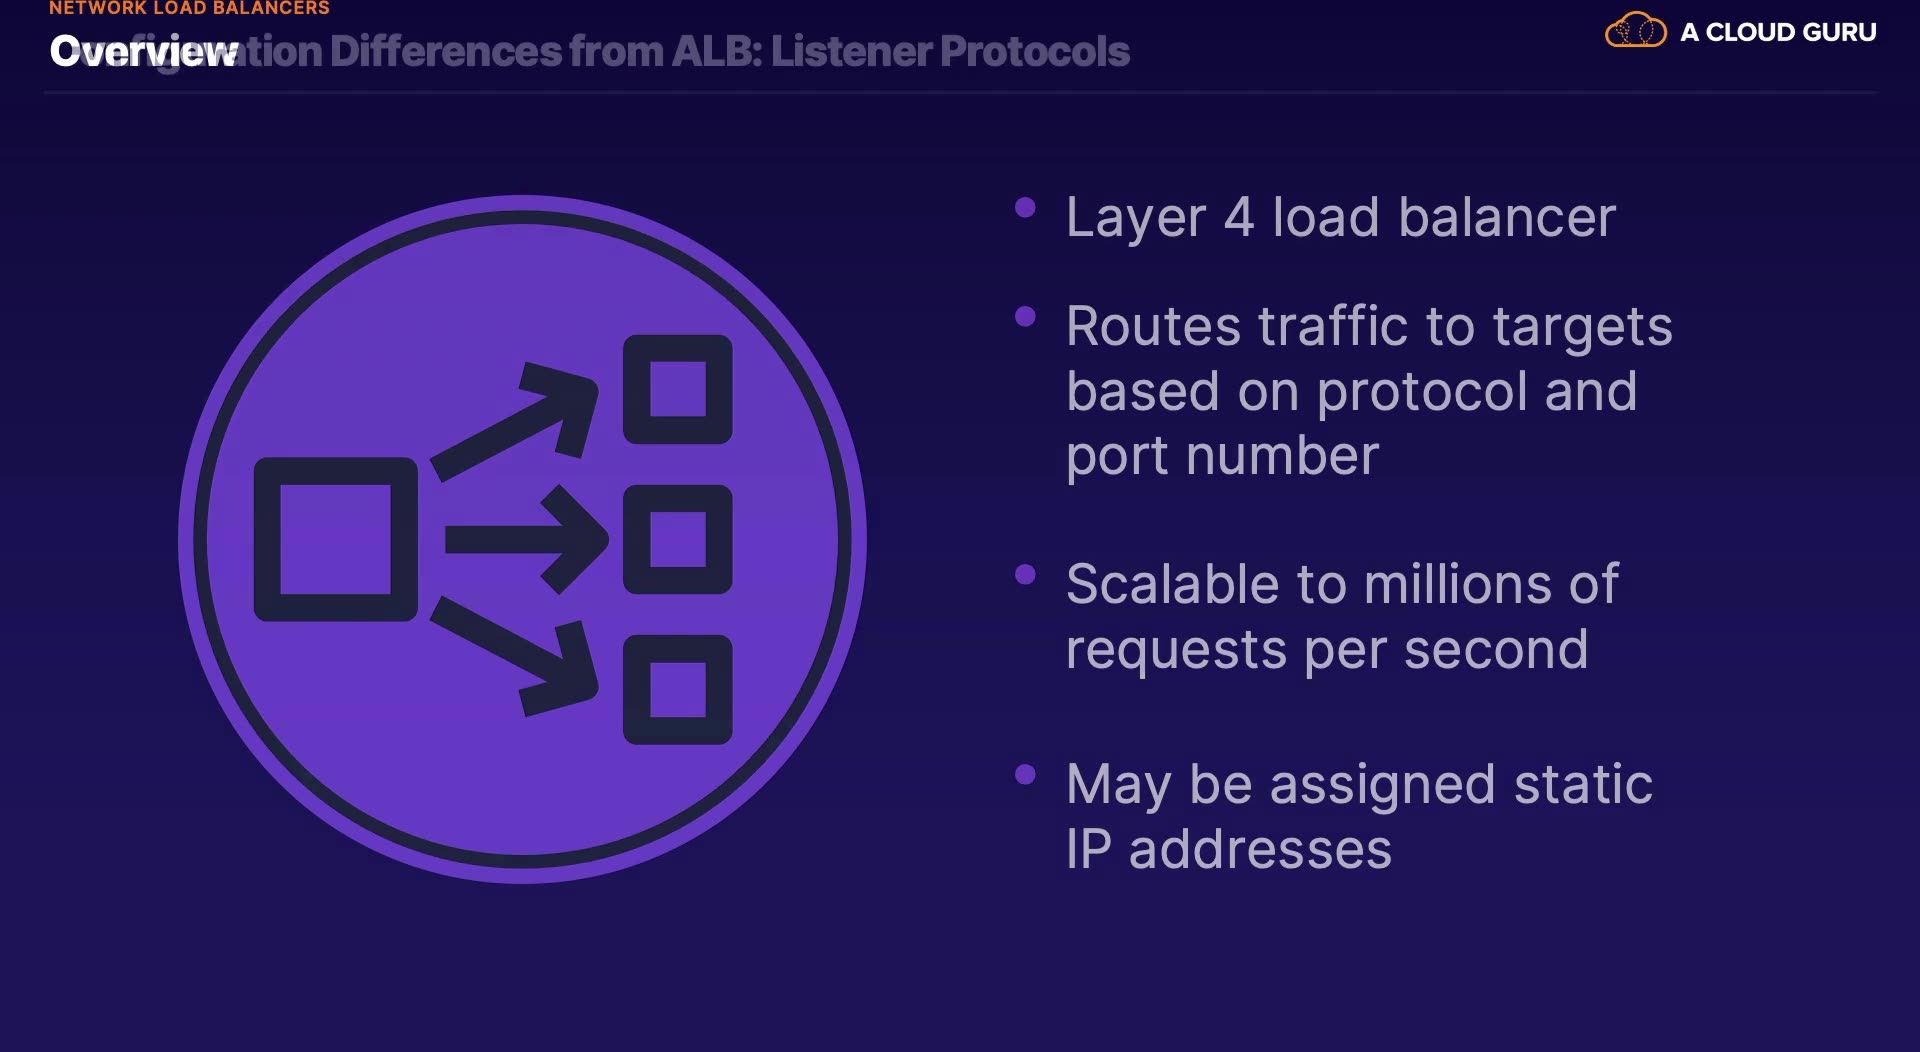 NETWORK LOAD BALANCERS
Overview
Differences from ALB: Listener Protocols
A CLOUD GURU
Layer 4 load balancer
Routes traffic to targets
based on protocol and
port number
Scalable to millions of
requests per second
May be assigned static
IP addresses